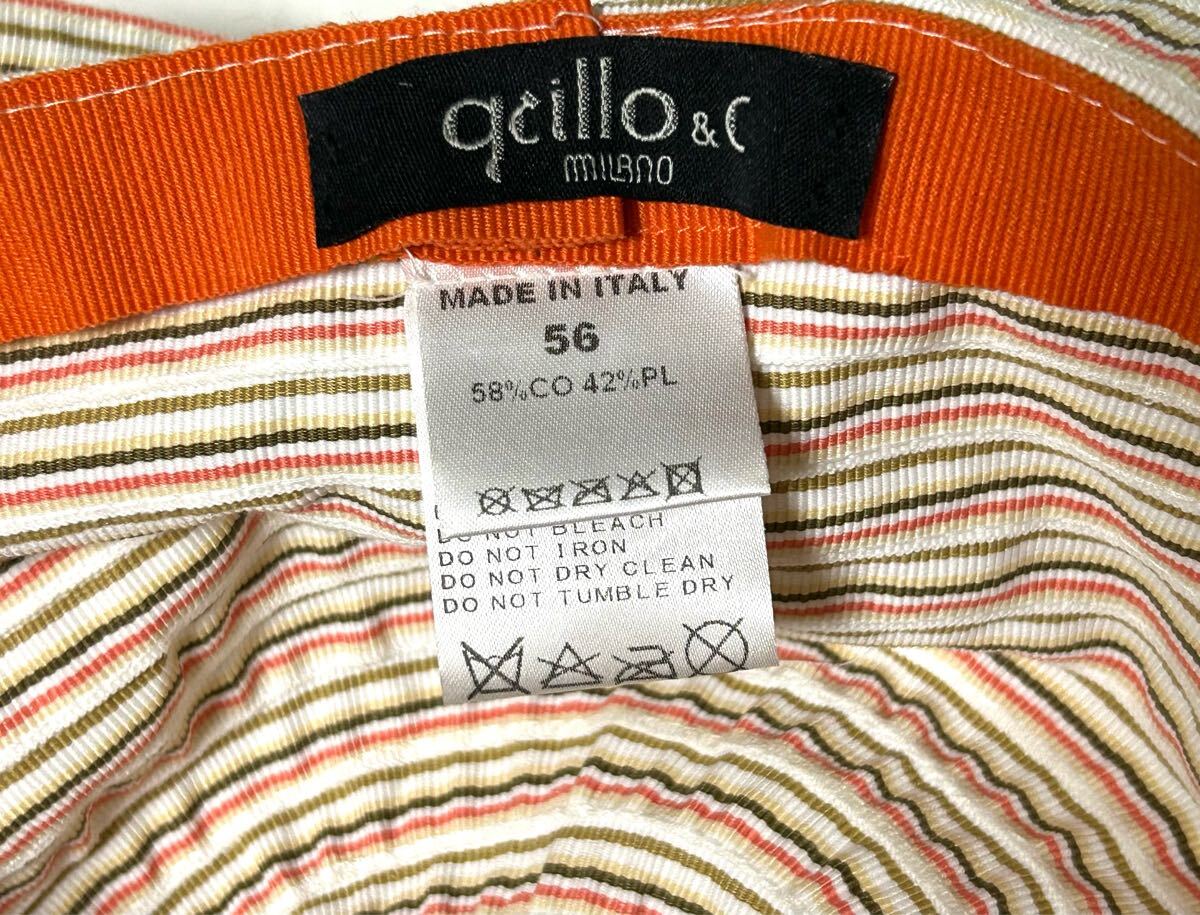 grillo & C
MILANO
MADE IN ITALY
56
58%CO 42%PL
DO NOT BLEACH
DO NOT IRON
DO NOT DRY CLEAN
DO NOT TUMBLE DRY